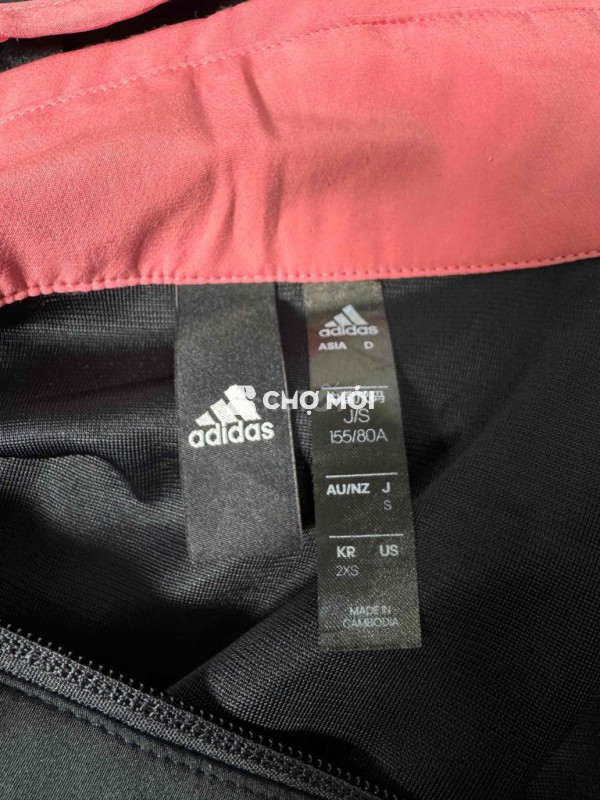 adidas
CHỢ MỚI
adidas
ASIA D
J/S
155/80A
AU/NZ J
S
KR US
2XS
MADE IN
CAMBODIA